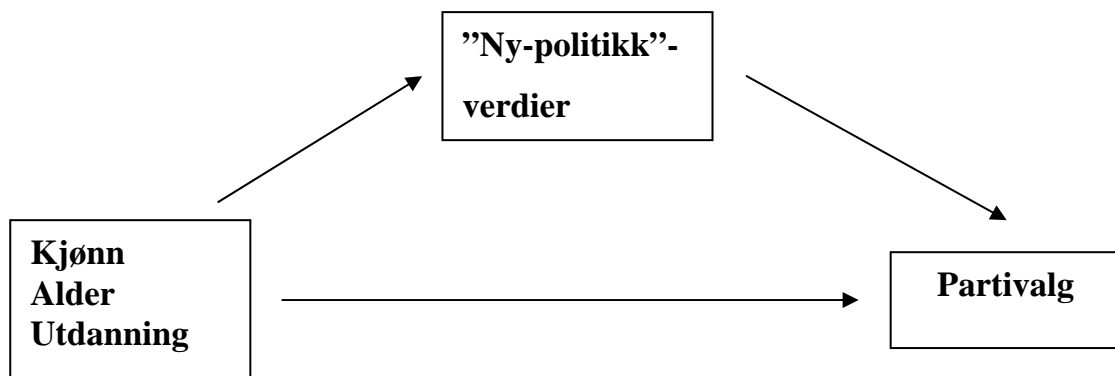 ”Ny-politikk”-
verdier
Kjønn
Alder
Utdanning
Partivalg